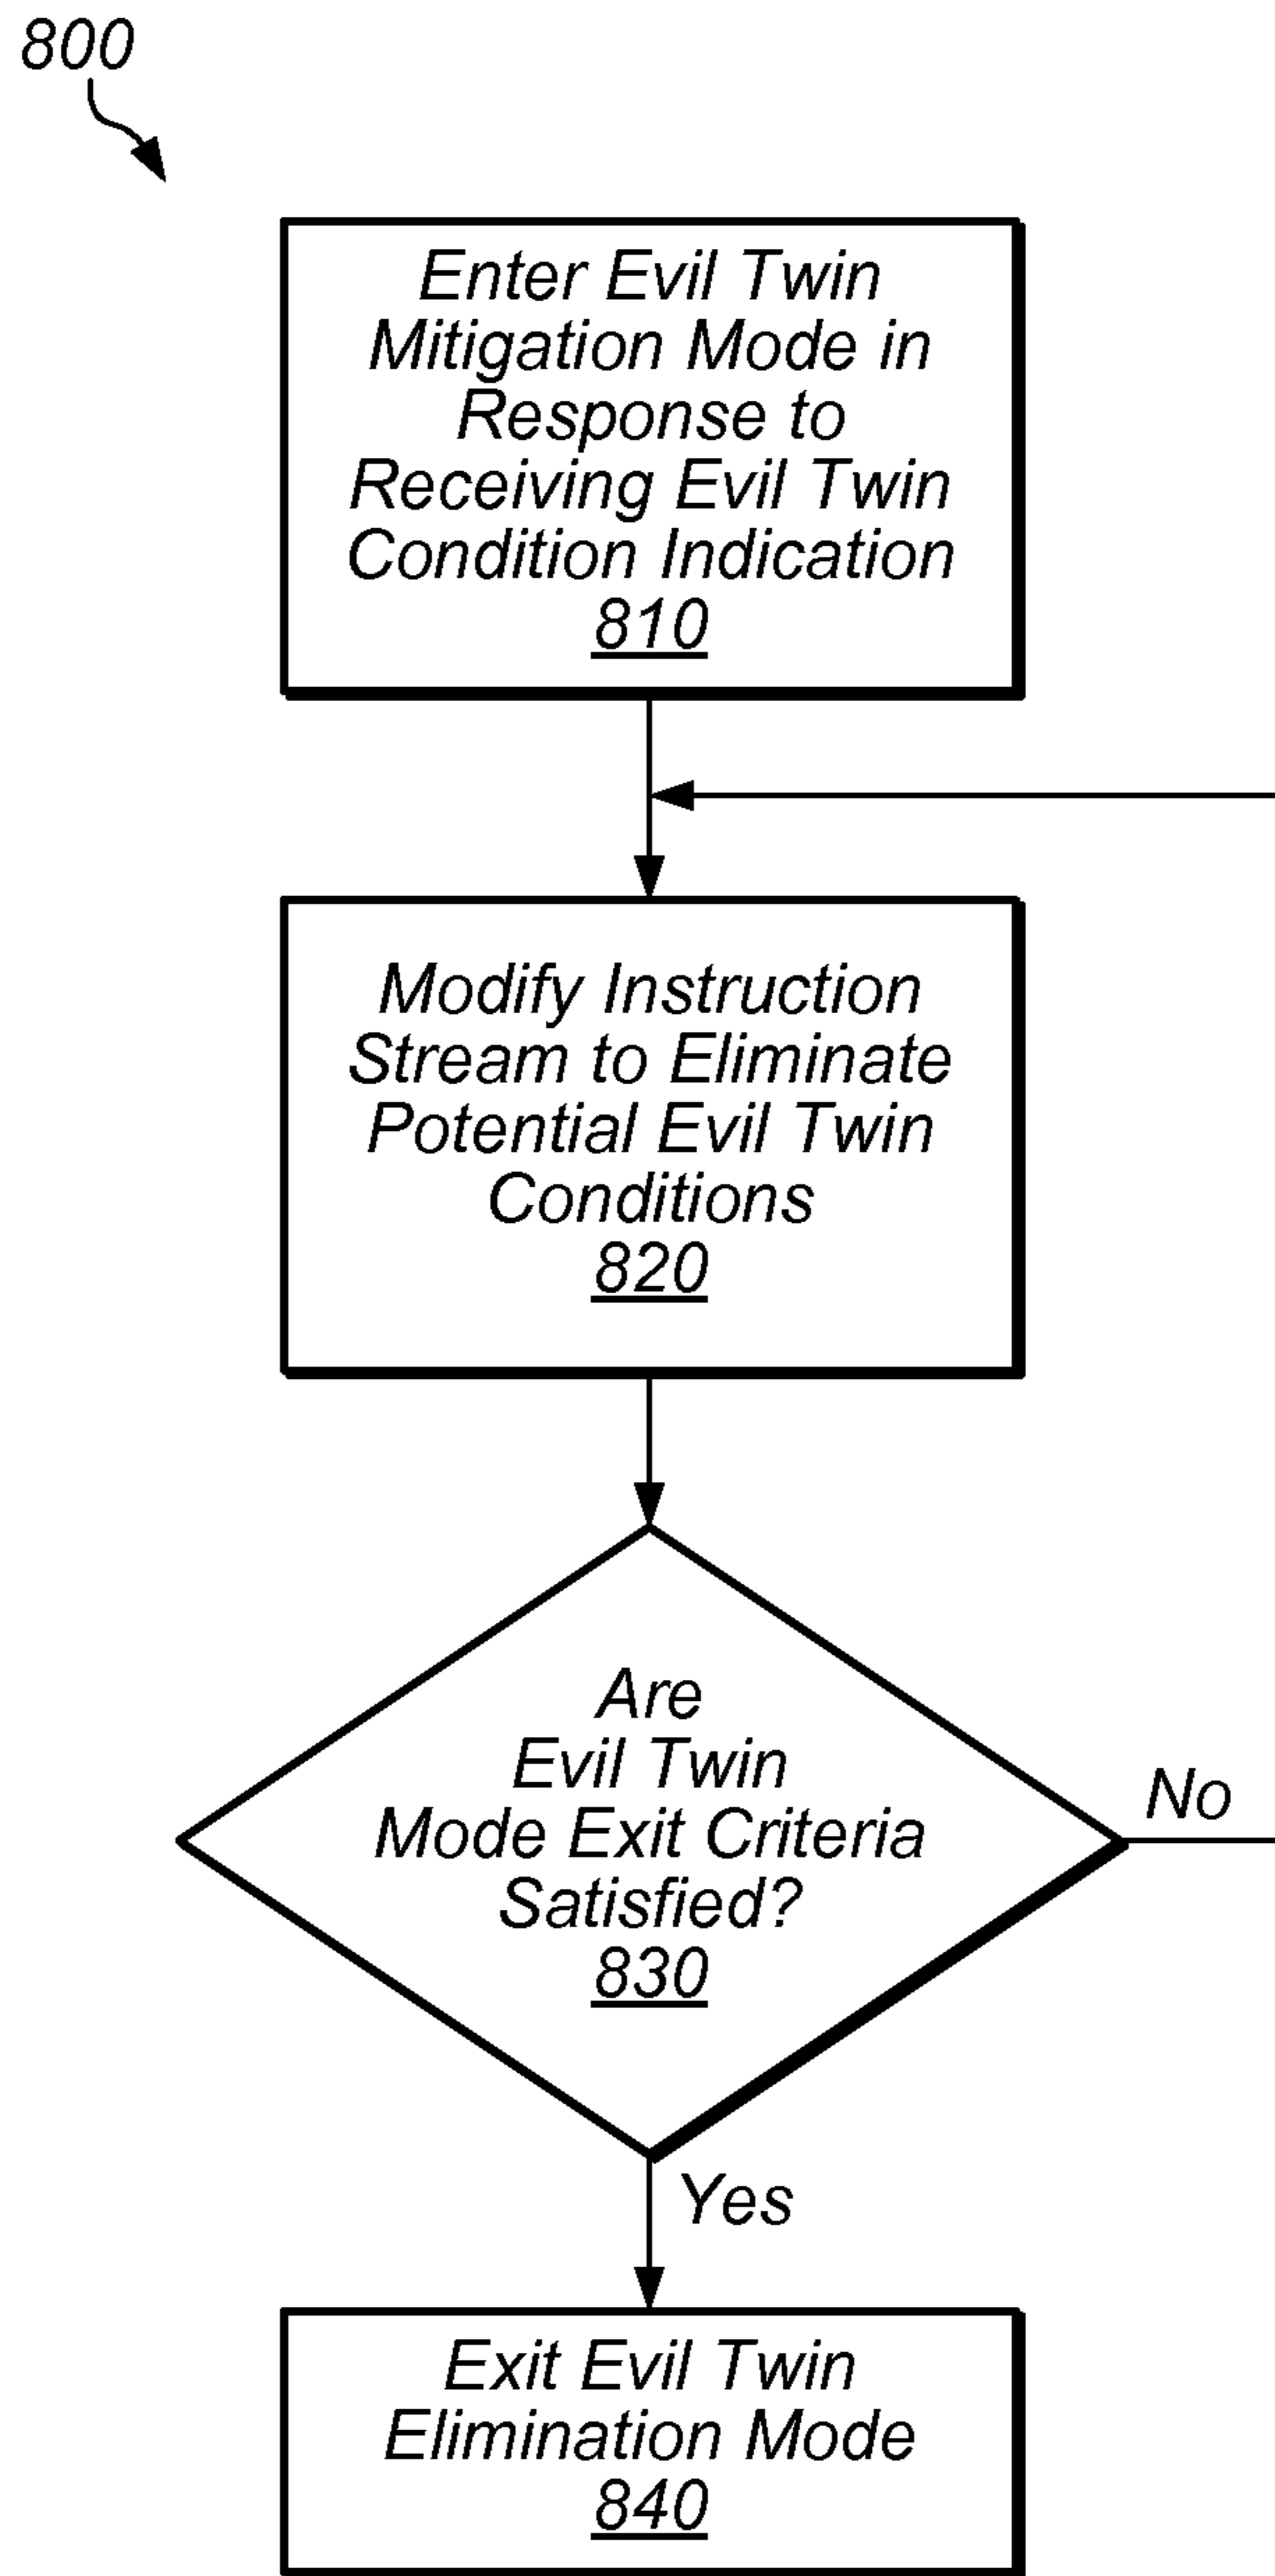 800
Enter Evil Twin
Mitigation Mode in
Response to
Receiving Evil Twin
Condition Indication
810
Modify Instruction
Stream to Eliminate
Potential Evil Twin
Conditions
820
Are
Evil Twin
Mode Exit Criteria
Satisfied?
830
No
Yes
Exit Evil Twin
Elimination Mode
840